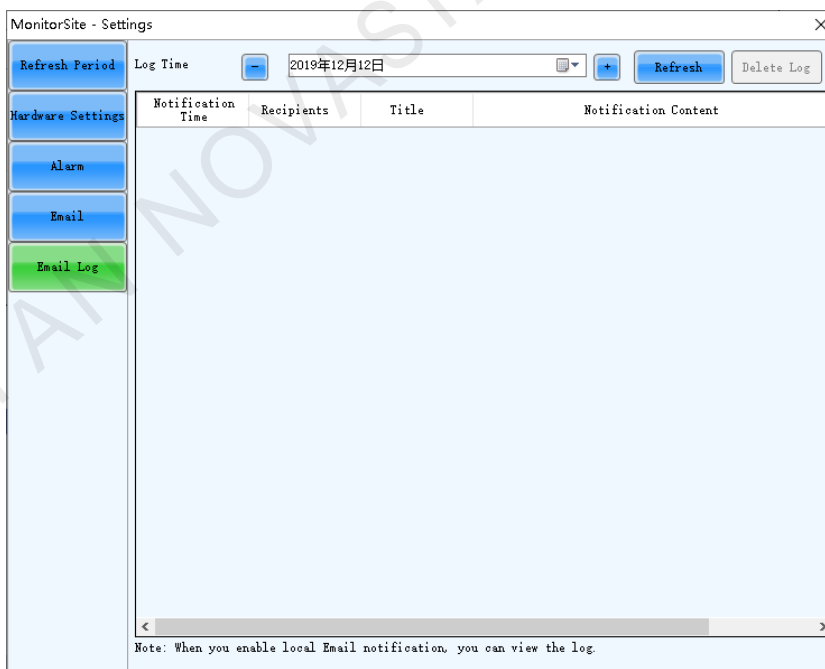 MonitorSite - Settings
Refresh Period
Log Time
-
2019年12月12日
+
Refresh
Delete Log
Hardware Settings
Alarm
Email
Email Log
Notification
Time
Recipients
Title
Notification Content
Note: When you enable local Email notification, you can view the log.
AN NOVAST